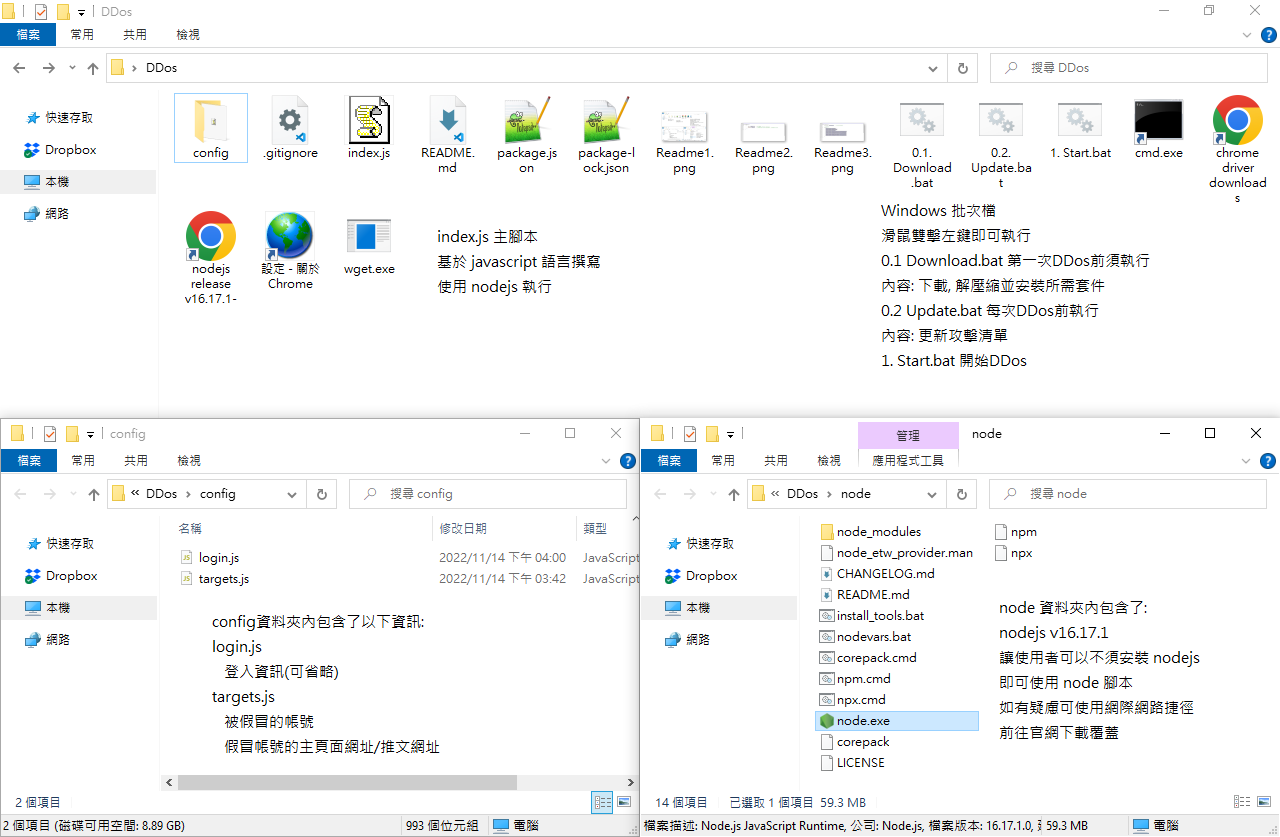 DDos
檔案 常用 共用 檢視
DDos
搜尋 DDos
快速存取
Dropbox
本機
網路
config
.gitignore
index.js
README.
md
package.js
on
package-l
ock.json
Readme1.
png
Readme2.
png
Readme3.
png
0.1.
Download
.bat
0.2.
Update.ba
t
1. Start.bat
cmd.exe
chrome
driver
download
s
nodejs
release
v16.17.1-
設定 - 關於
Chrome
wget.exe
index.js 主腳本
基於 javascript 語言撰寫
使用 nodejs 執行
Windows 批次檔
滑鼠雙擊左鍵即可執行
0.1 Download.bat 第一次DDos前須執行
內容: 下載, 解壓縮並安裝所需套件
0.2 Update.bat 每次DDos前執行
內容: 更新攻擊清單
1. Start.bat 開始DDos
config
檔案 常用 共用 檢視
« DDos › config
搜尋 config
快速存取
Dropbox
本機
網路
名稱 修改日期 類型
login.js 2022/11/14 下午 04:00 JavaScript
targets.js 2022/11/14 下午 03:42 JavaScript
config資料夾內包含了以下資訊:
login.js
登入資訊(可省略)
targets.js
被假冒的帳號
假冒帳號的主頁面網址/推文網址
2 個項目
2 個項目 (磁碟可用空間: 8.89 GB) 993 個位元組 電腦
管理 node
檔案 常用 共用 檢視 應用程式工具
« DDos › node
搜尋 node
快速存取
Dropbox
本機
網路
node_modules
node_etw_provider.man
CHANGELOG.md
README.md
install_tools.bat
nodevars.bat
corepack.cmd
npm.cmd
npx.cmd
node.exe
corepack
LICENSE
npm
npx
node 資料夾內包含了:
nodejs v16.17.1
讓使用者可以不須安裝 nodejs
即可使用 node 腳本
如有疑慮可使用網際網路捷徑
前往官網下載覆蓋
14 個項目 已選取 1 個項目 59.3 MB
檔案描述: Node.js JavaScript Runtime, 公司: Node.js, 檔案版本: 16.17.1.0, 59.3 MB 電腦